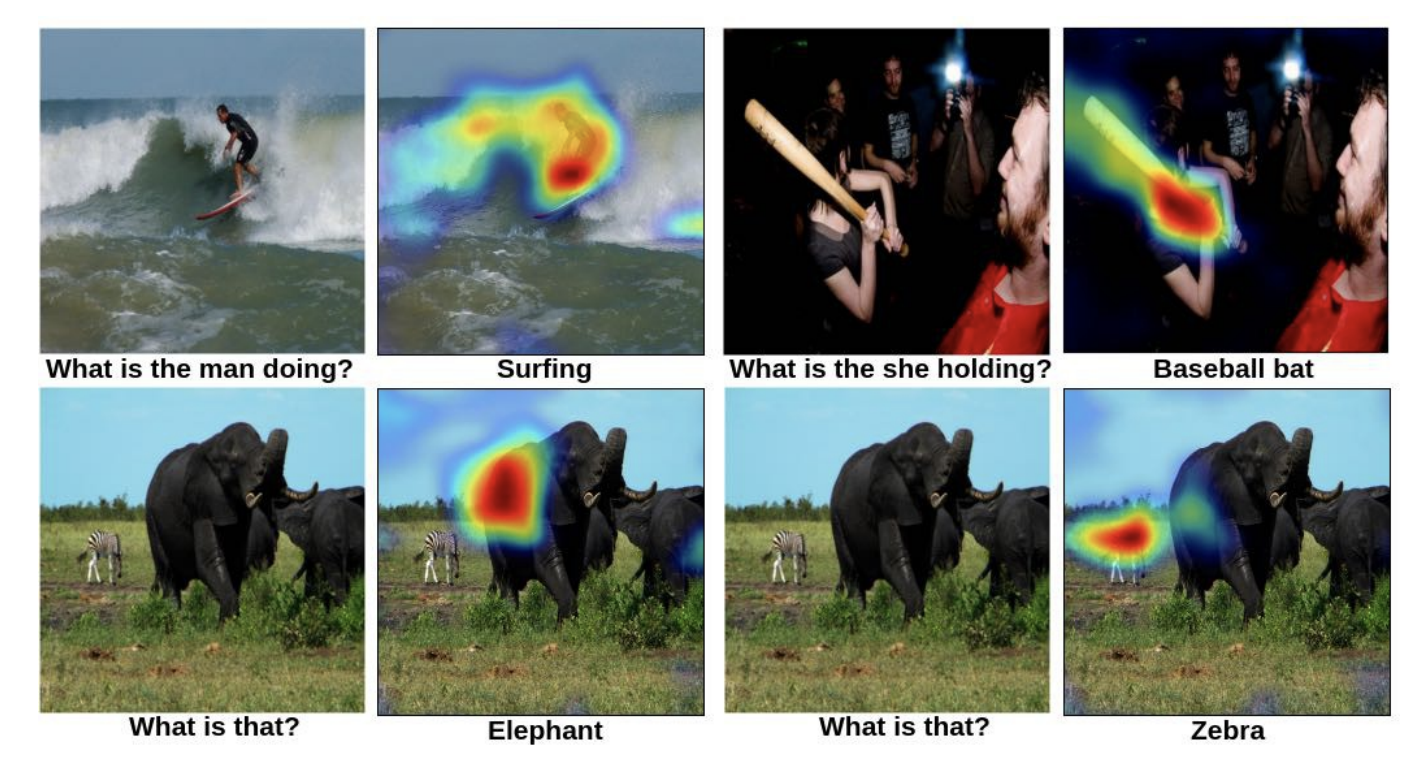 What is the man doing?
Surfing
What is the she holding?
Baseball bat
What is that?
Elephant
What is that?
Zebra